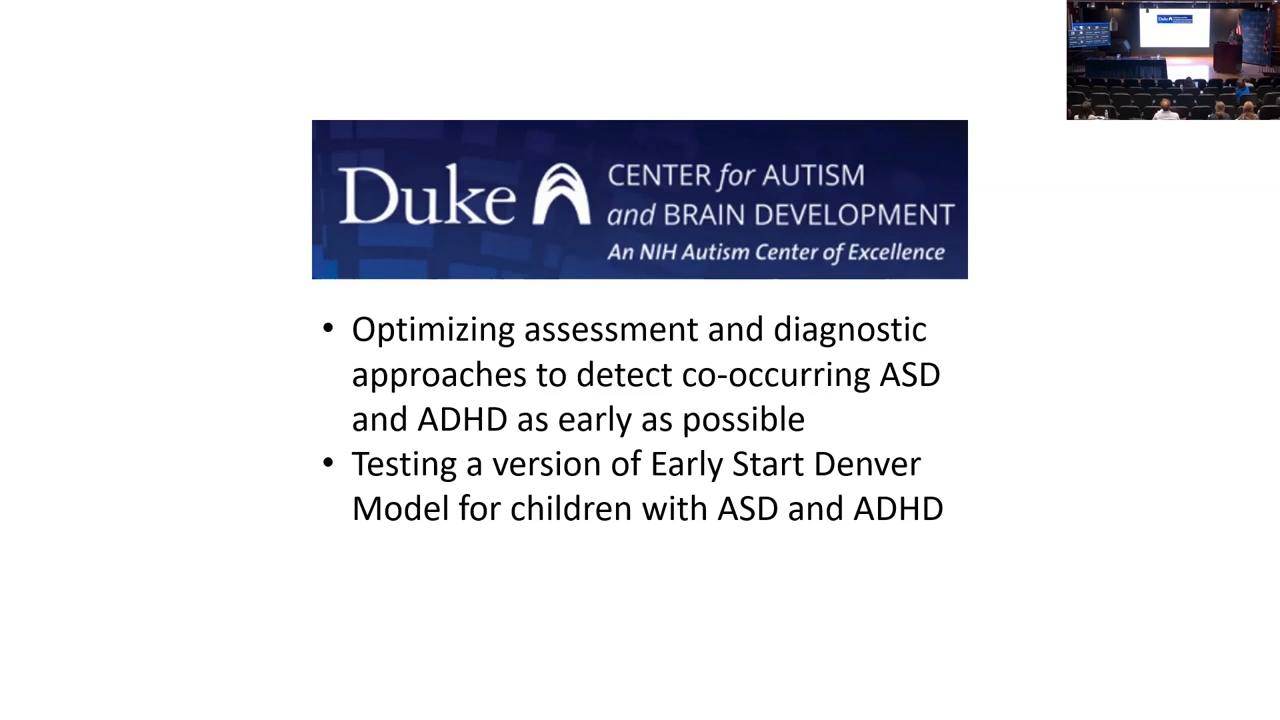 Duke
CENTER for AUTISM
and BRAIN DEVELOPMENT
An NIH Autism Center of Excellence
• Optimizing assessment and diagnostic
approaches to detect co-occurring ASD
and ADHD as early as possible
• Testing a version of Early Start Denver
Model for children with ASD and ADHD